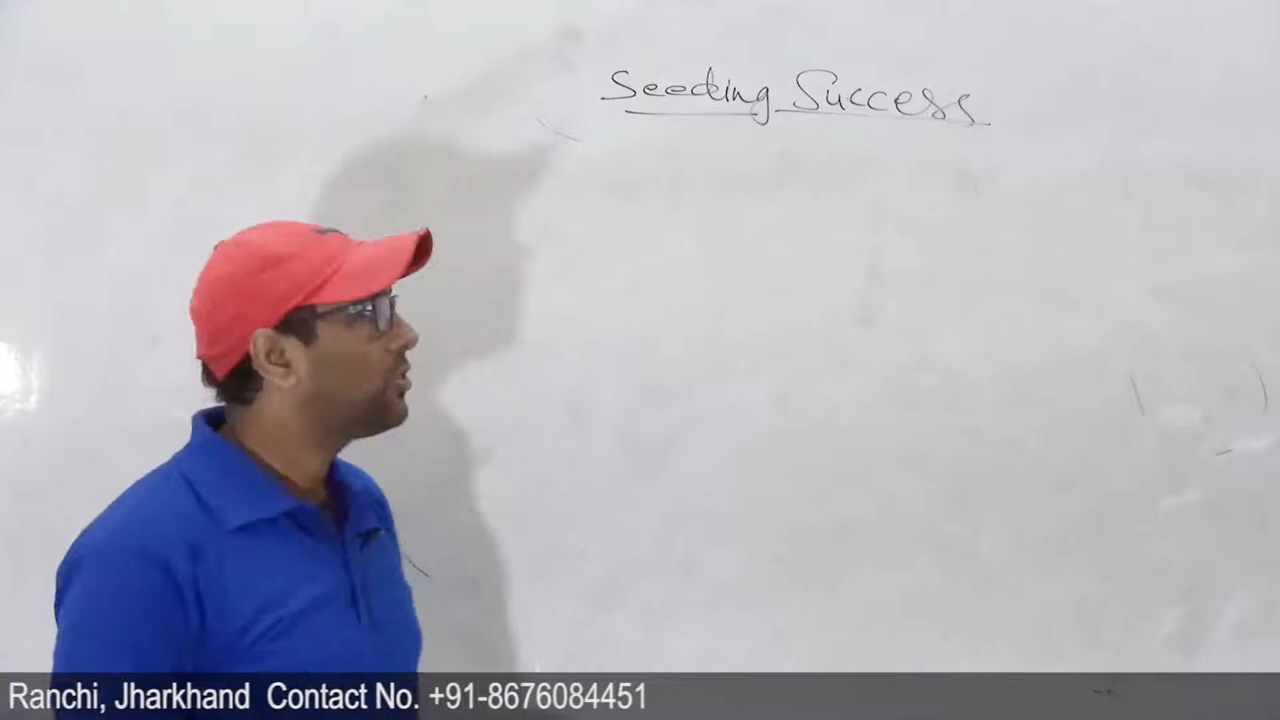 Seeding Success
Ranchi, Jharkhand Contact No. +91-8676084451